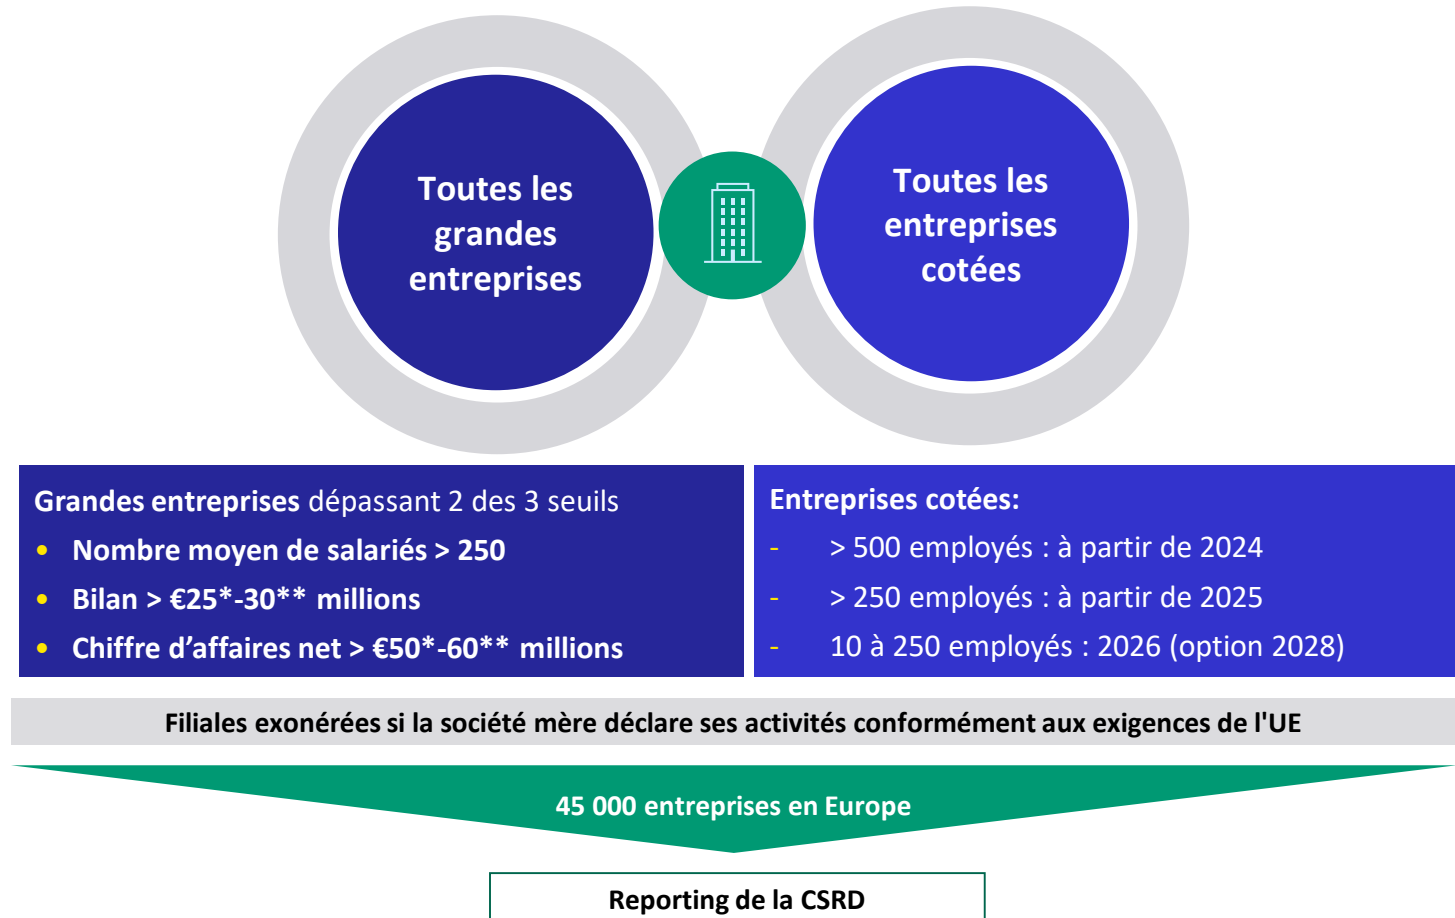 Toutes les
grandes
entreprises
Toutes les
entreprises
cotées
Grandes entreprises dépassant 2 des 3 seuils
• Nombre moyen de salariés > 250
• Bilan > €25*-30** millions
• Chiffre d’affaires net > €50*-60** millions
Entreprises cotées:
- > 500 employés : à partir de 2024
- > 250 employés : à partir de 2025
- 10 à 250 employés : 2026 (option 2028)
Filiales exonérées si la société mère déclare ses activités conformément aux exigences de l'UE
45 000 entreprises en Europe
Reporting de la CSRD